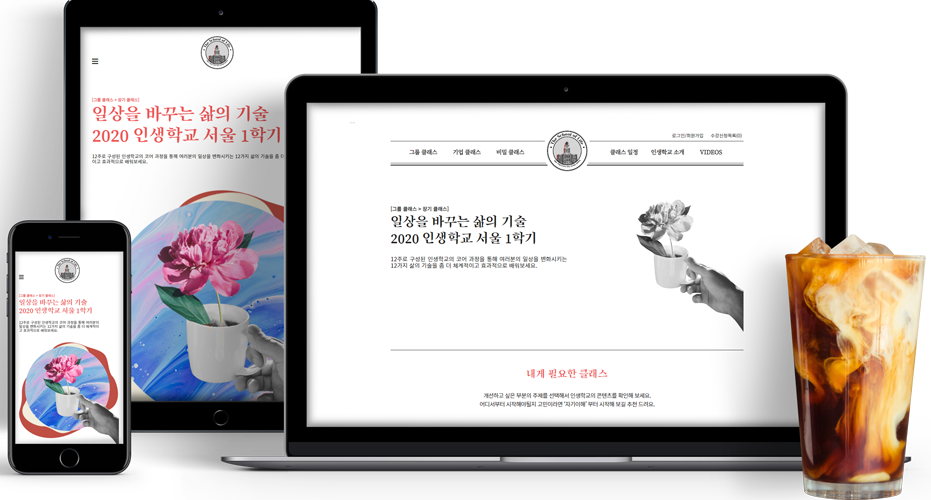 The School of Life
[그룹 클래스 > 장기 클래스]
일상을 바꾸는 삶의 기술
2020 인생학교 서울 1학기
12주로 구성된 인생학교의 코어 과정을 통해 여러분의 일상을 변화시키는 12가지 삶의 기술을 좀 더 체계적
이고 효과적으로 배워보세요.
The School of Life
[그룹 클래스 > 장기 클래스]
일상을 바꾸는 삶의 기술
2020 인생학교 서울 1학기
12주로 구성된 인생학교의 코어 과정을 통해 여러분의
일상을 변화시키는 12가지 삶의 기술을 좀 더 체계적이
고 효과적으로 배워보세요.
로그인/회원가입 수강신청목록(0)
그룹 클래스 기업 클래스 비밀 클래스 The School of Life 클래스 일정 인생학교 소개 VIDEOS
[그룹 클래스 > 장기 클래스]
일상을 바꾸는 삶의 기술
2020 인생학교 서울 1학기
12주로 구성된 인생학교의 코어 과정을 통해 여러분의 일상을 변화시키는
12가지 삶의 기술을 좀 더 체계적이고 효과적으로 배워보세요.
내게 필요한 클래스
개선하고 싶은 부분의 주제를 선택해서 인생학교의 콘텐츠를 확인해 보세요.
어디서부터 시작해야될지 고민이라면 '자기이해' 부터 시작해 보길 추천 드려요.